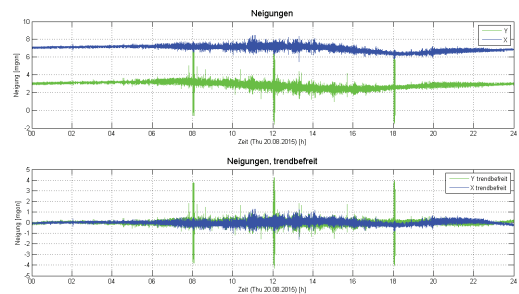 Neigungen
Neigung [mgon]
10
8
6
4
2
0
-2
Y
X
00 02 04 06 08 10 12 14 16 18 20 22 24
Zeit (Thu 20.08.2015) [h]
Neigungen, trendbefreit
Neigung [mgon]
5
4
3
2
1
0
-1
-2
-3
-4
-5
Y trendbefreit
X trendbefreit
00 02 04 06 08 10 12 14 16 18 20 22 24
Zeit (Thu 20.08.2015) [h]